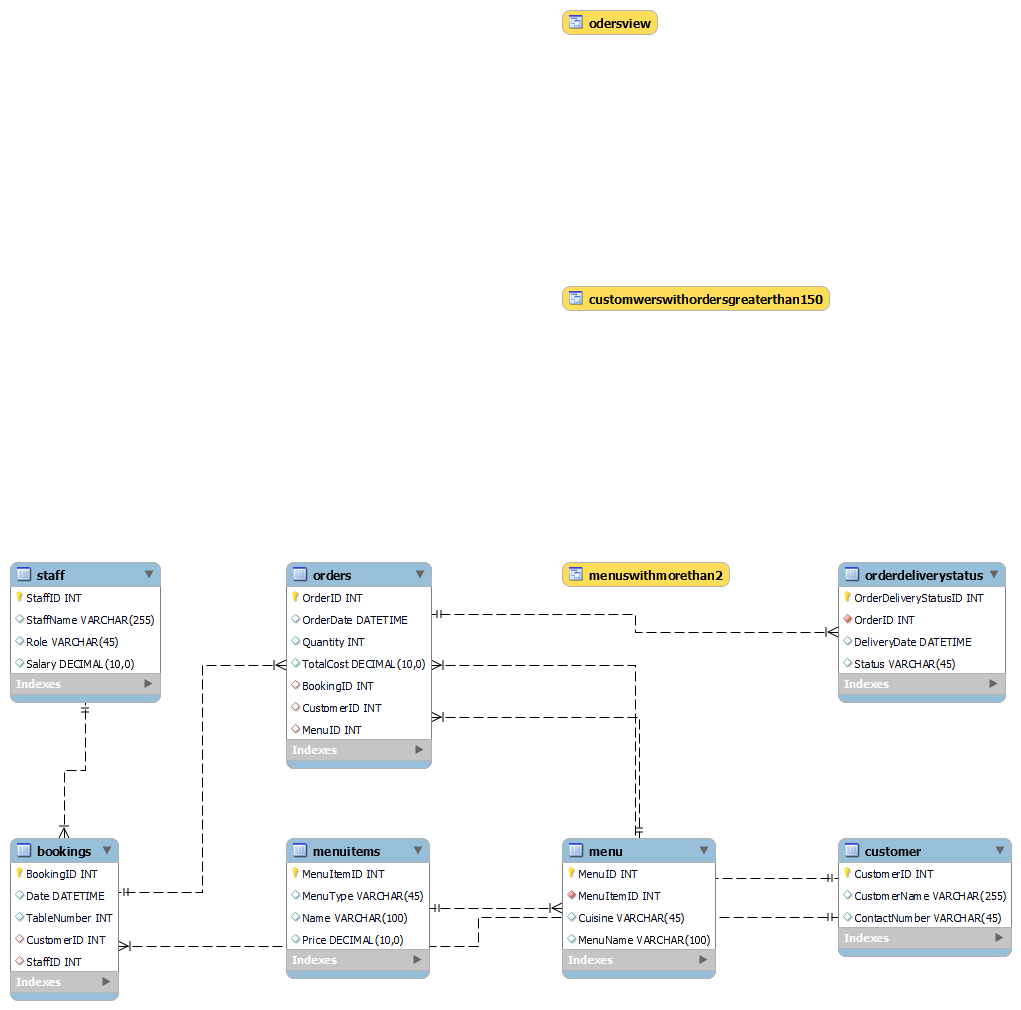 odersview
customwerswithordersgreaterthan150
staff
StaffID INT
StaffName VARCHAR(255)
Role VARCHAR(45)
Salary DECIMAL(10,0)
Indexes
orders
OrderID INT
OrderDate DATETIME
Quantity INT
TotalCost DECIMAL(10,0)
BookingID INT
CustomerID INT
MenuID INT
Indexes
menuswithmorethan2
orderdeliverystatus
OrderDeliveryStatusID INT
OrderID INT
DeliveryDate DATETIME
Status VARCHAR(45)
Indexes
bookings
BookingID INT
Date DATETIME
TableNumber INT
CustomerID INT
StaffID INT
Indexes
menuitems
MenuItemID INT
MenuType VARCHAR(45)
Name VARCHAR(100)
Price DECIMAL(10,0)
Indexes
menu
MenuID INT
MenuItemID INT
Cuisine VARCHAR(45)
MenuName VARCHAR(100)
Indexes
customer
CustomerID INT
CustomerName VARCHAR(255)
ContactNumber VARCHAR(45)
Indexes